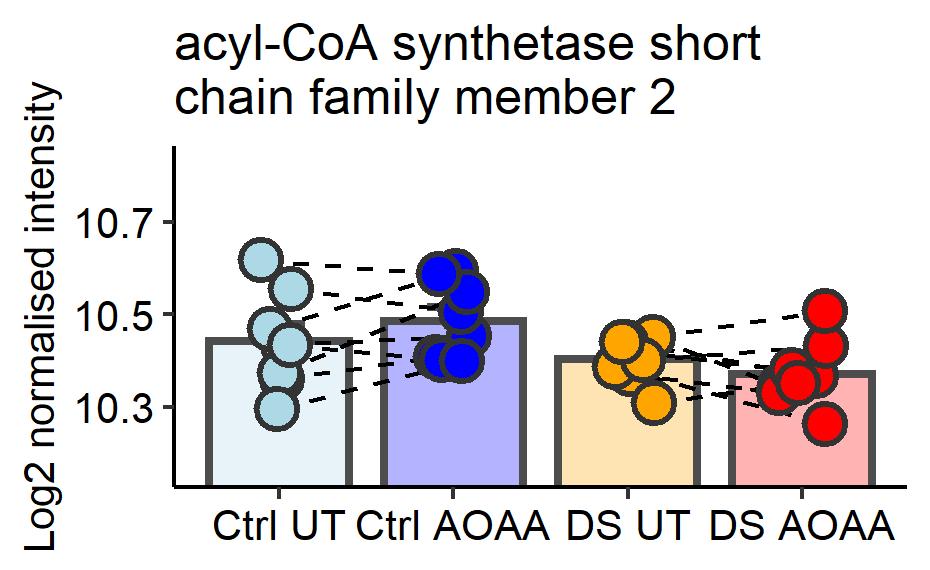 acyl-CoA synthetase short
chain family member 2
Log2 normalised intensity
10.7
10.5
10.3
Ctrl UT Ctrl AOAA DS UT DS AOAA